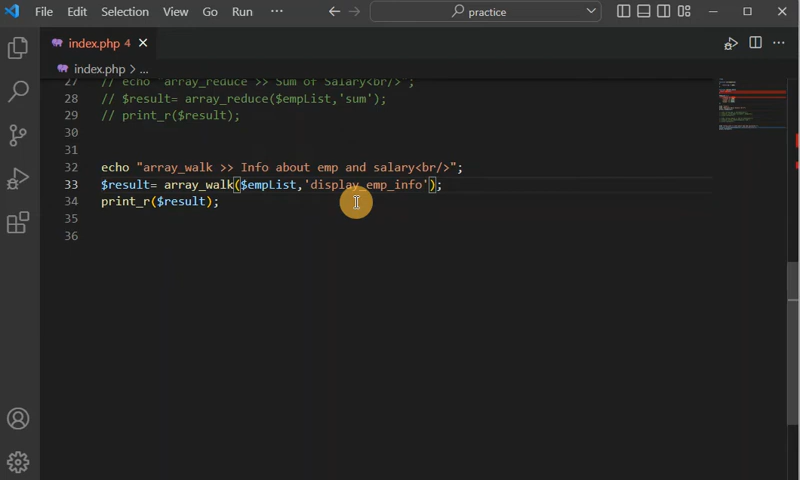 File Edit Selection View Go Run ··· practice
index.php 4
index.php > ...
27 // echo "array_reduce >> Sum of Salary<br/>";
28 // $result= array_reduce($empList,'sum');
29 // print_r($result);
30
31
32 echo "array_walk >> Info about emp and salary<br/>";
33 $result= array_walk($empList,'display_emp_info');
34 print_r($result);
35
36